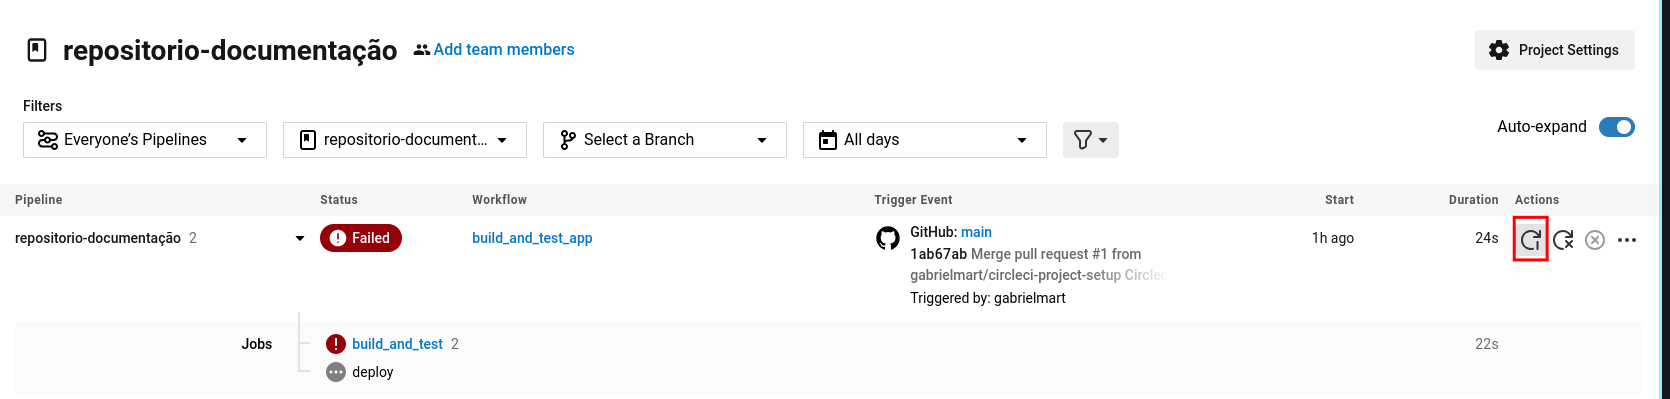 repositorio-documentação Add team members
Project Settings
Filters
Everyone’s Pipelines
repositorio-document...
Select a Branch
All days
Auto-expand
Pipeline Status Workflow Trigger Event Start Duration Actions
repositorio-documentação 2
Failed
build_and_test_app
GitHub: main
1ab67ab Merge pull request #1 from
gabrielmart/circleci-project-setup Circlec
Triggered by: gabrielmart
1h ago
24s
Jobs
build_and_test 2
22s
deploy